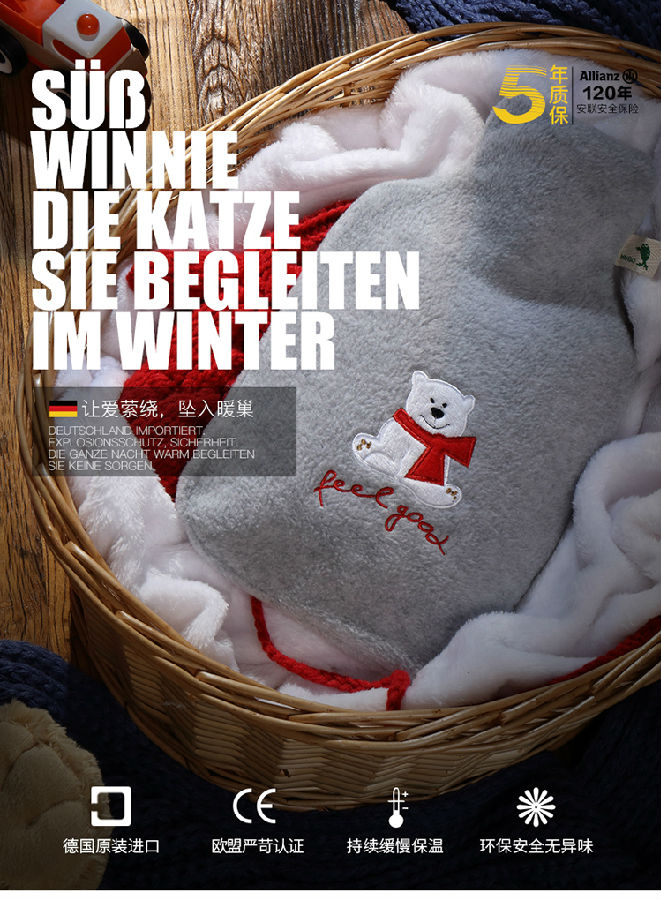 SÜß
WINNIE
DIE KATZE
SIE BEGLEITEN
IM WINTER
5年质保
Allianz
120年
安联安全保险
让爱萦绕，坠入暖巢
DEUTSCHLAND IMPORTIERT.
EXPLOSIONSSCHUTZ, SICHERHEIT.
DIE GANZE NACHT WARM BEGLEITEN
SIE KEINE SORGEN.
feel good
德国原装进口
CE
欧盟严苛认证
持续缓慢保温
环保安全无异味